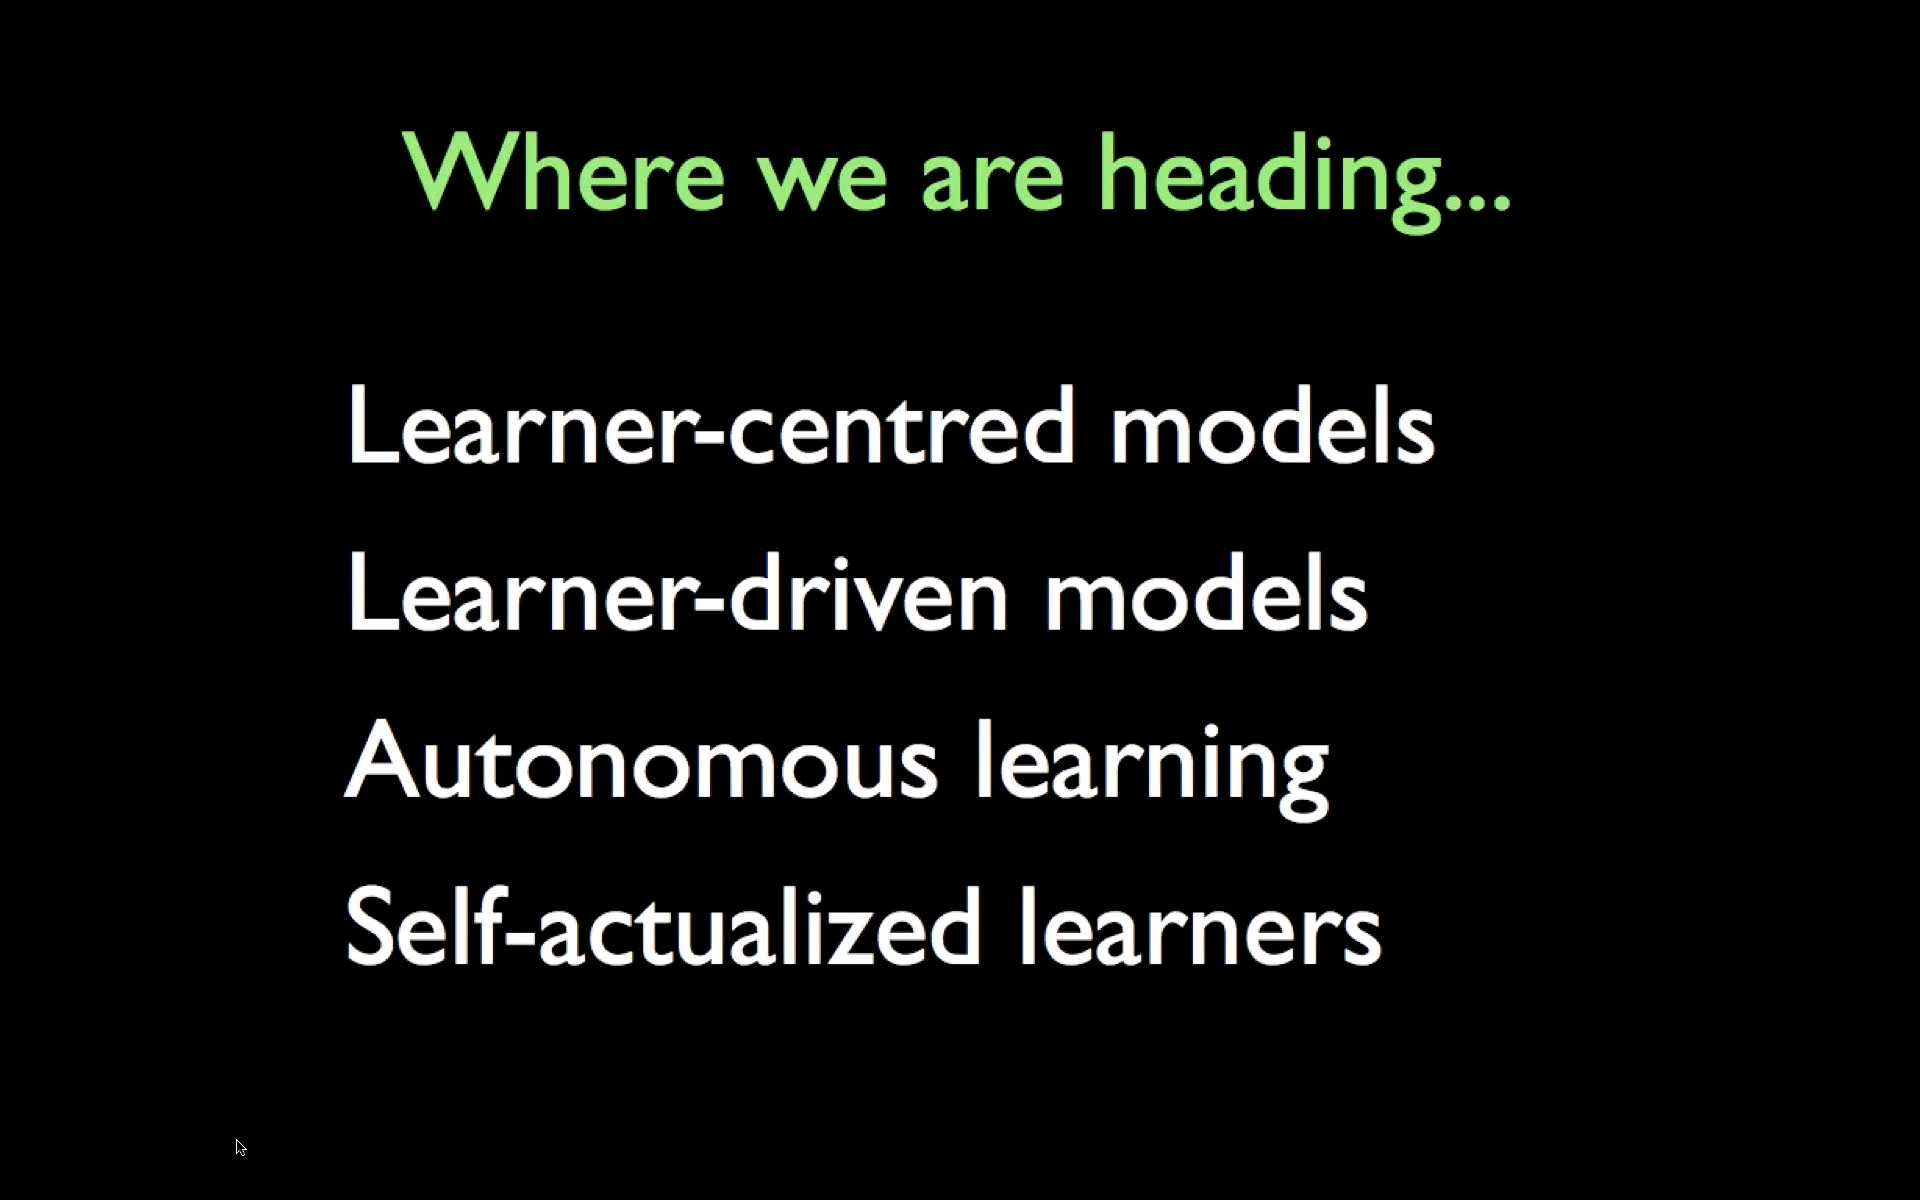 Where we are heading...
Learner-centred models
Learner-driven models
Autonomous learning
Self-actualized learners